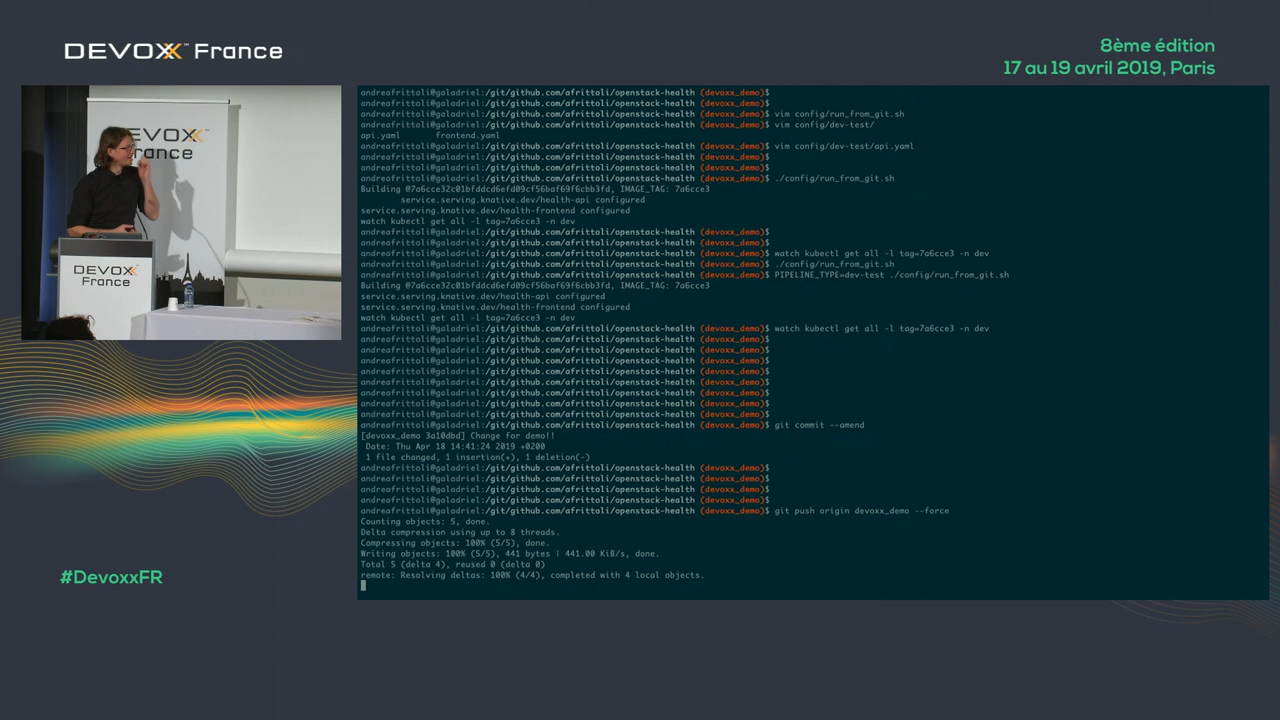 DEVOXX™ France
8ème édition
17 au 19 avril 2019, Paris
DEVOXX™
France
DEVOXX
France
#DevoxxFR
andreafrittoli@galadriel:/git/github.com/afrittoli/openstack-health (devoxx_demo)$
andreafrittoli@galadriel:/git/github.com/afrittoli/openstack-health (devoxx_demo)$
andreafrittoli@galadriel:/git/github.com/afrittoli/openstack-health (devoxx_demo)$ vim config/run_from_git.sh
andreafrittoli@galadriel:/git/github.com/afrittoli/openstack-health (devoxx_demo)$ vim config/dev-test/
api.yaml frontend.yaml
andreafrittoli@galadriel:/git/github.com/afrittoli/openstack-health (devoxx_demo)$ vim config/dev-test/api.yaml
andreafrittoli@galadriel:/git/github.com/afrittoli/openstack-health (devoxx_demo)$
andreafrittoli@galadriel:/git/github.com/afrittoli/openstack-health (devoxx_demo)$
andreafrittoli@galadriel:/git/github.com/afrittoli/openstack-health (devoxx_demo)$ ./config/run_from_git.sh
Building @7a6cce32c01bfddcd6efd09cf56baf69f6cbb3fd, IMAGE_TAG: 7a6cce3
service.serving.knative.dev/health-api configured
service.serving.knative.dev/health-frontend configured
watch kubectl get all -l tag=7a6cce3 -n dev
andreafrittoli@galadriel:/git/github.com/afrittoli/openstack-health (devoxx_demo)$
andreafrittoli@galadriel:/git/github.com/afrittoli/openstack-health (devoxx_demo)$
andreafrittoli@galadriel:/git/github.com/afrittoli/openstack-health (devoxx_demo)$ watch kubectl get all -l tag=7a6cce3 -n dev
andreafrittoli@galadriel:/git/github.com/afrittoli/openstack-health (devoxx_demo)$ ./config/run_from_git.sh
andreafrittoli@galadriel:/git/github.com/afrittoli/openstack-health (devoxx_demo)$ PIPELINE_TYPE=dev-test ./config/run_from_git.sh
Building @7a6cce32c01bfddcd6efd09cf56baf69f6cbb3fd, IMAGE_TAG: 7a6cce3
service.serving.knative.dev/health-api configured
service.serving.knative.dev/health-frontend configured
watch kubectl get all -l tag=7a6cce3 -n dev
andreafrittoli@galadriel:/git/github.com/afrittoli/openstack-health (devoxx_demo)$ watch kubectl get all -l tag=7a6cce3 -n dev
andreafrittoli@galadriel:/git/github.com/afrittoli/openstack-health (devoxx_demo)$
andreafrittoli@galadriel:/git/github.com/afrittoli/openstack-health (devoxx_demo)$
andreafrittoli@galadriel:/git/github.com/afrittoli/openstack-health (devoxx_demo)$
andreafrittoli@galadriel:/git/github.com/afrittoli/openstack-health (devoxx_demo)$
andreafrittoli@galadriel:/git/github.com/afrittoli/openstack-health (devoxx_demo)$
andreafrittoli@galadriel:/git/github.com/afrittoli/openstack-health (devoxx_demo)$
andreafrittoli@galadriel:/git/github.com/afrittoli/openstack-health (devoxx_demo)$
andreafrittoli@galadriel:/git/github.com/afrittoli/openstack-health (devoxx_demo)$
andreafrittoli@galadriel:/git/github.com/afrittoli/openstack-health (devoxx_demo)$ git commit --amend
[devoxx_demo 3a10dbd] Change for demo!!
Date: Thu Apr 18 14:41:24 2019 +0200
1 file changed, 1 insertion(+), 1 deletion(-)
andreafrittoli@galadriel:/git/github.com/afrittoli/openstack-health (devoxx_demo)$
andreafrittoli@galadriel:/git/github.com/afrittoli/openstack-health (devoxx_demo)$
andreafrittoli@galadriel:/git/github.com/afrittoli/openstack-health (devoxx_demo)$
andreafrittoli@galadriel:/git/github.com/afrittoli/openstack-health (devoxx_demo)$
andreafrittoli@galadriel:/git/github.com/afrittoli/openstack-health (devoxx_demo)$ git push origin devoxx_demo --force
Counting objects: 5, done.
Delta compression using up to 8 threads.
Compressing objects: 100% (5/5), done.
Writing objects: 100% (5/5), 441 bytes | 441.00 KiB/s, done.
Total 5 (delta 4), reused 0 (delta 0)
remote: Resolving deltas: 100% (4/4), completed with 4 local objects.